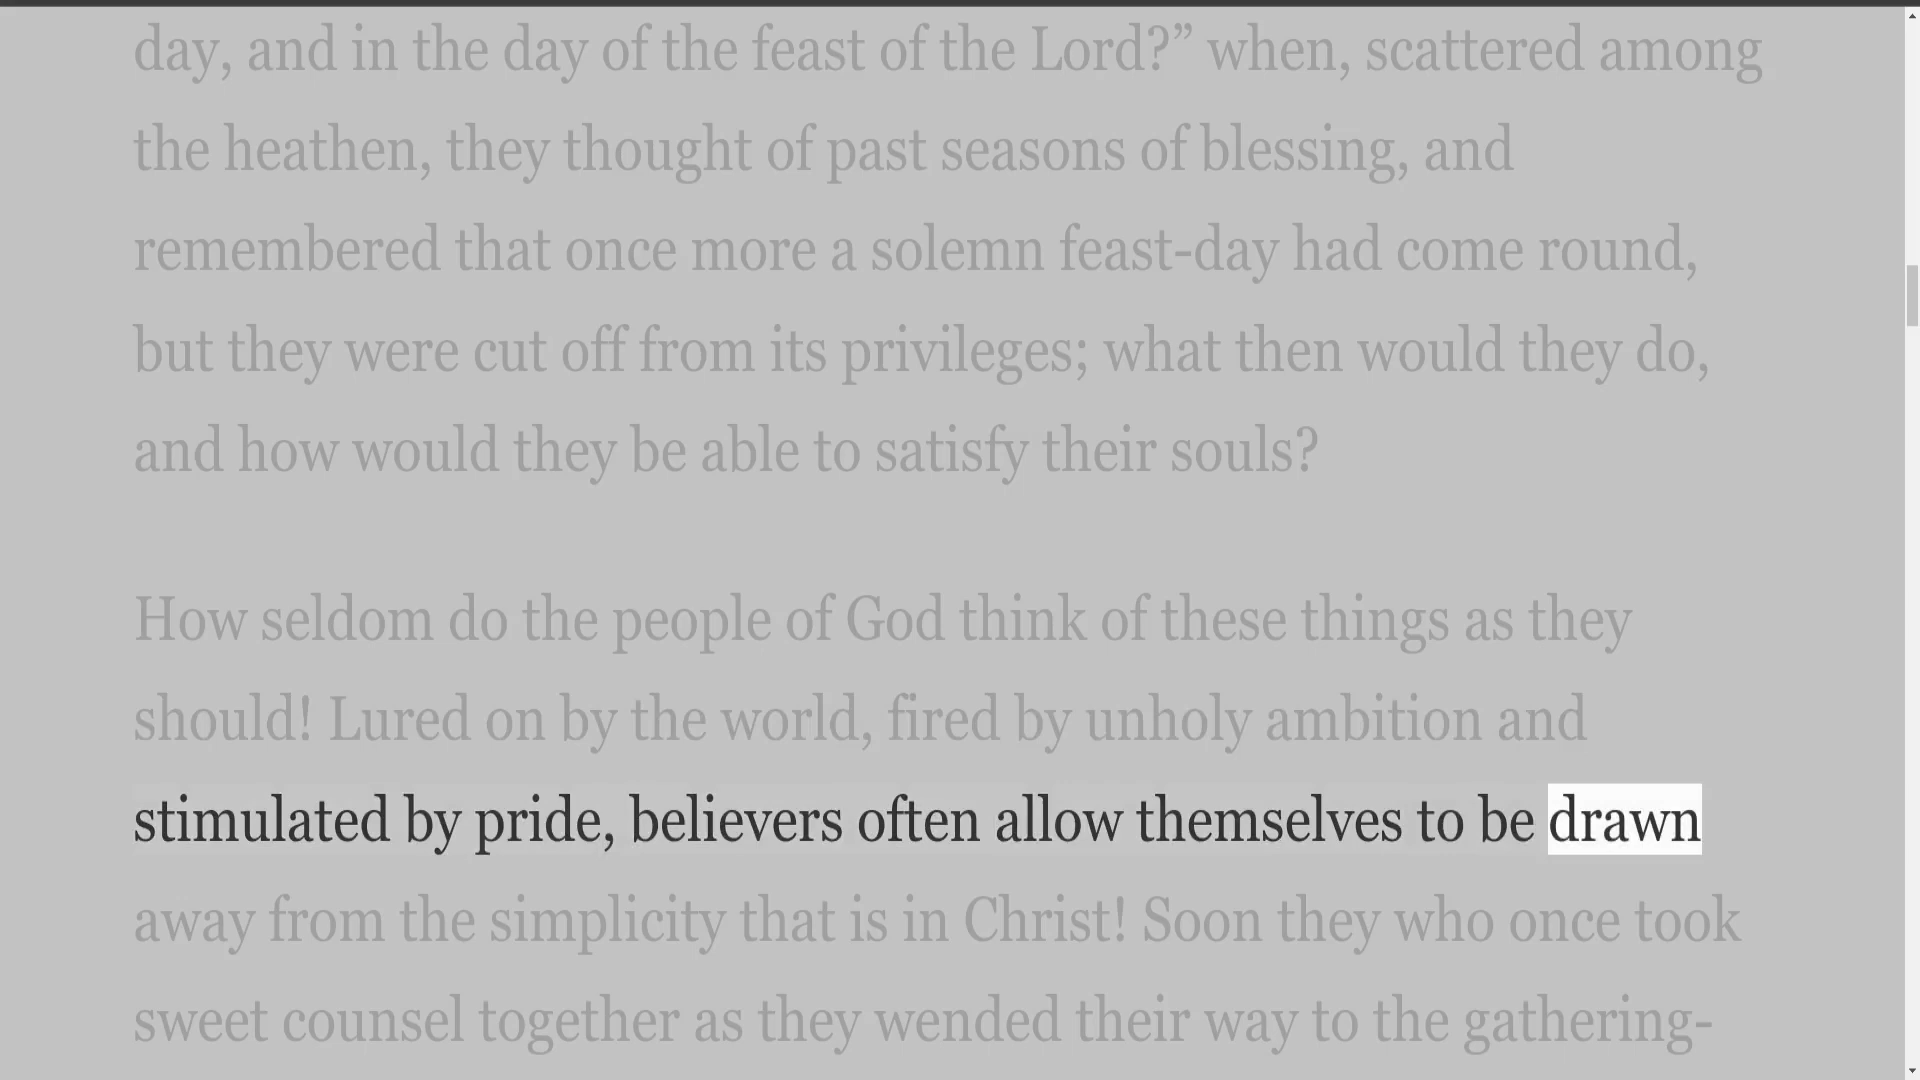 day, and in the day of the feast of the Lord?” when, scattered among
the heathen, they thought of past seasons of blessing, and
remembered that once more a solemn feast-day had come round,
but they were cut off from its privileges; what then would they do,
and how would they be able to satisfy their souls?
How seldom do the people of God think of these things as they
should! Lured on by the world, fired by unholy ambition and
stimulated by pride, believers often allow themselves to be drawn
away from the simplicity that is in Christ! Soon they who once took
sweet counsel together as they wended their way to the gathering-